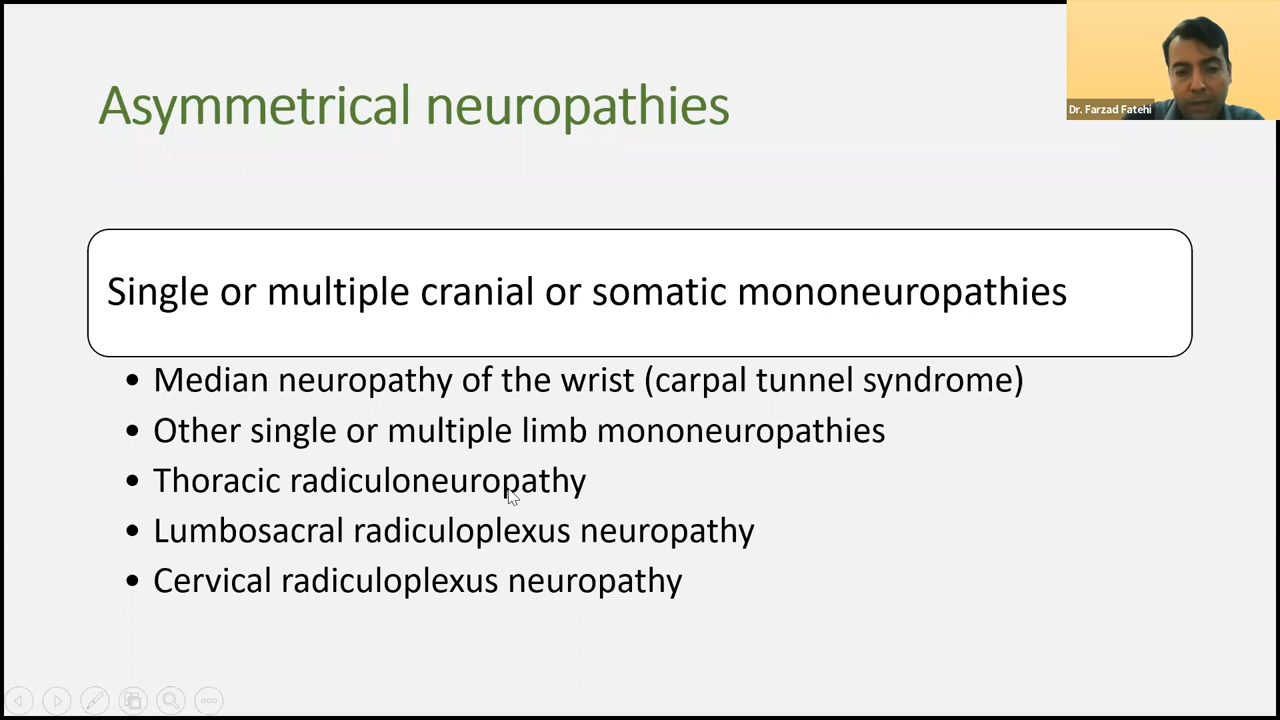 Asymmetrical neuropathies
Dr. Farzad Fatehi
Single or multiple cranial or somatic mononeuropathies
• Median neuropathy of the wrist (carpal tunnel syndrome)
• Other single or multiple limb mononeuropathies
• Thoracic radiculoneuropathy
• Lumbosacral radiculoplexus neuropathy
• Cervical radiculoplexus neuropathy